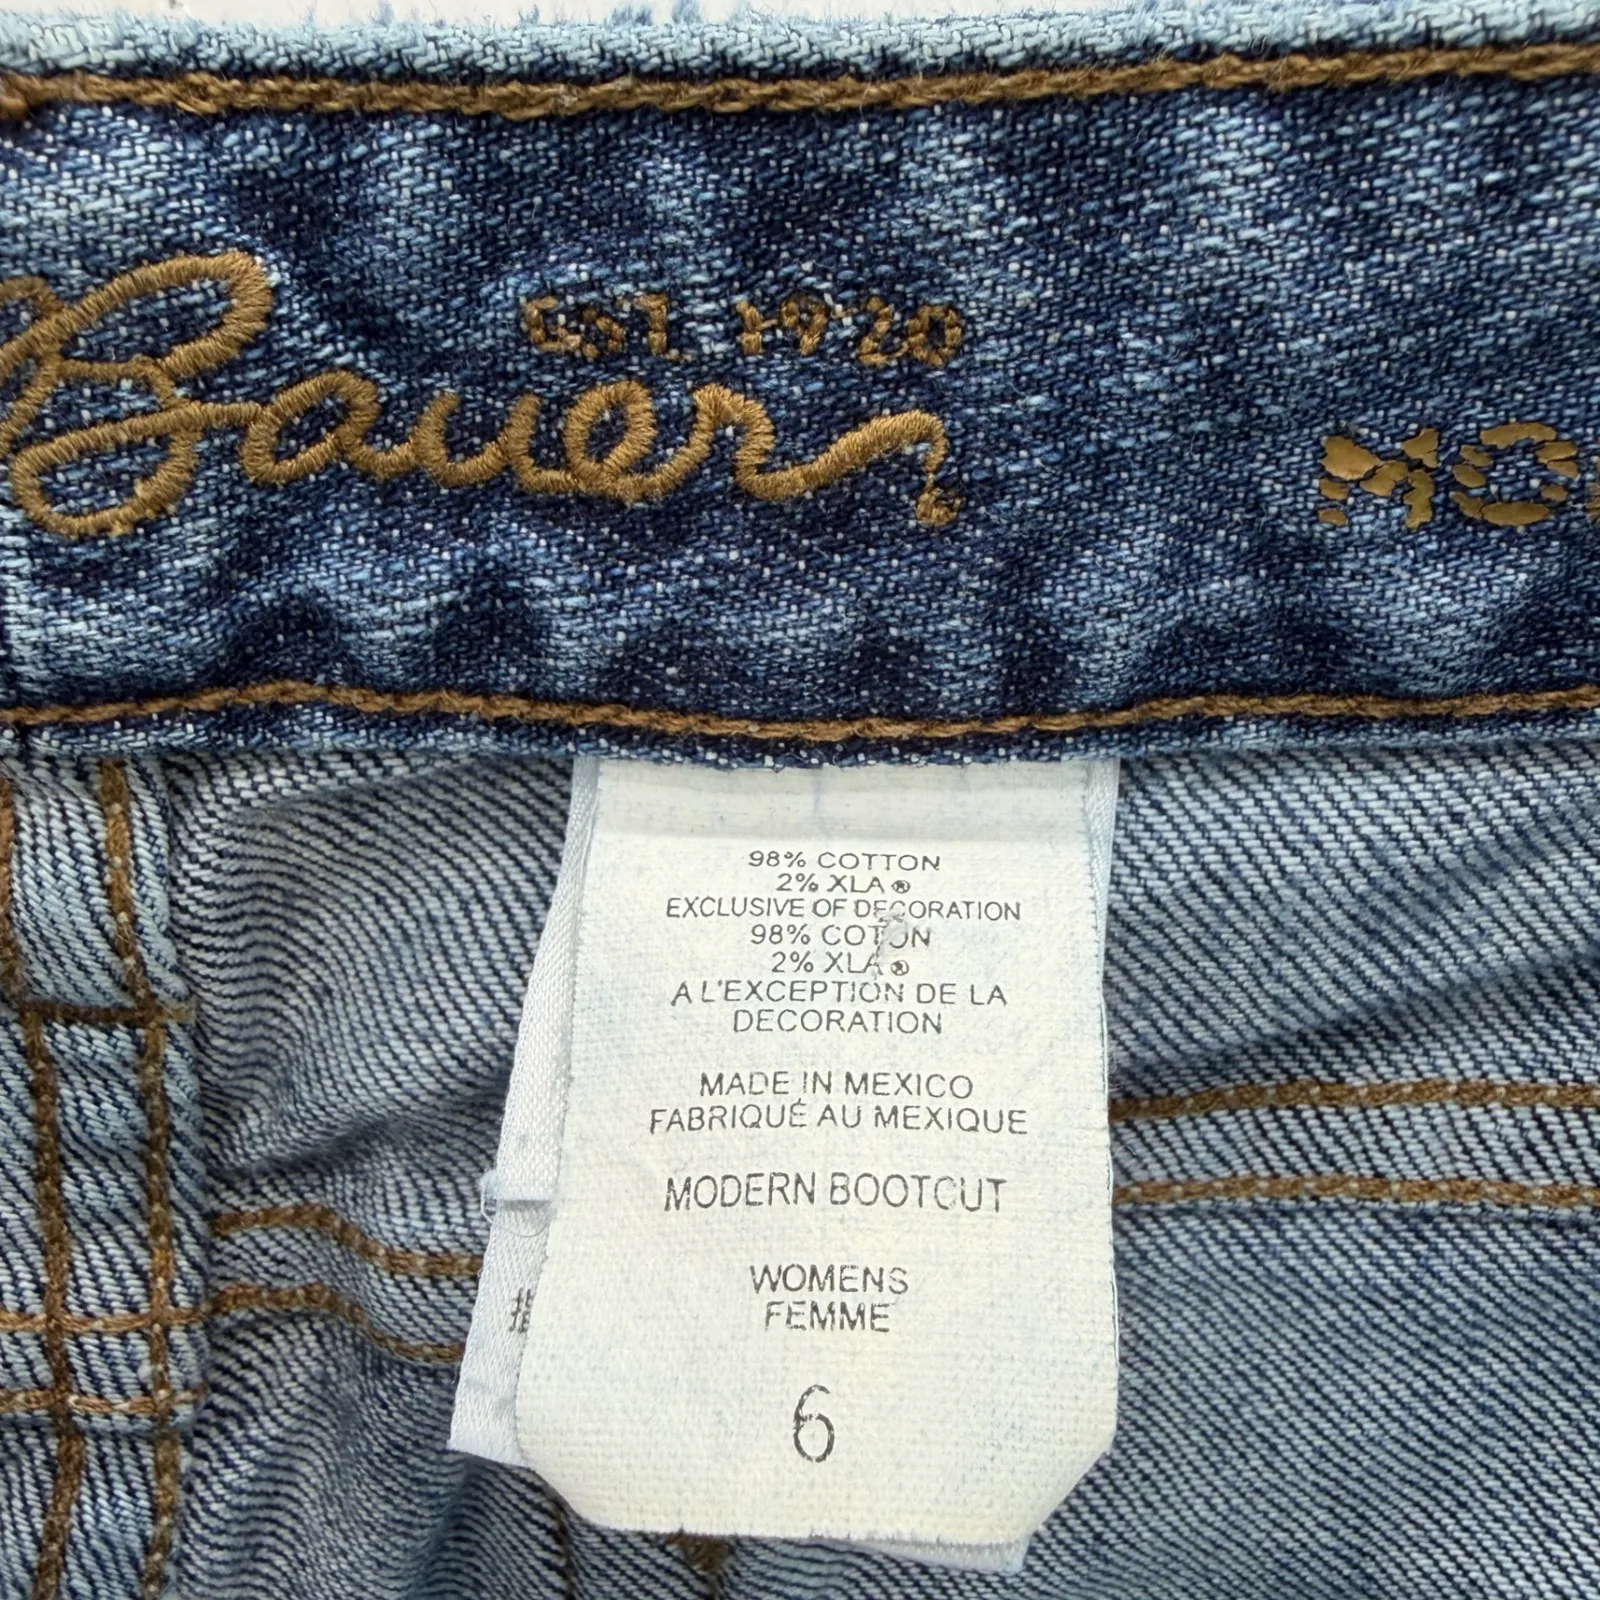 EST. 1920
Bauer
98% COTTON
2% XLA®
EXCLUSIVE OF DECORATION
98% COTON
2% XLA®
A L'EXCEPTION DE LA
DECORATION
MADE IN MEXICO
FABRIQUÉ AU MEXIQUE
MODERN BOOTCUT
WOMENS
FEMME
6